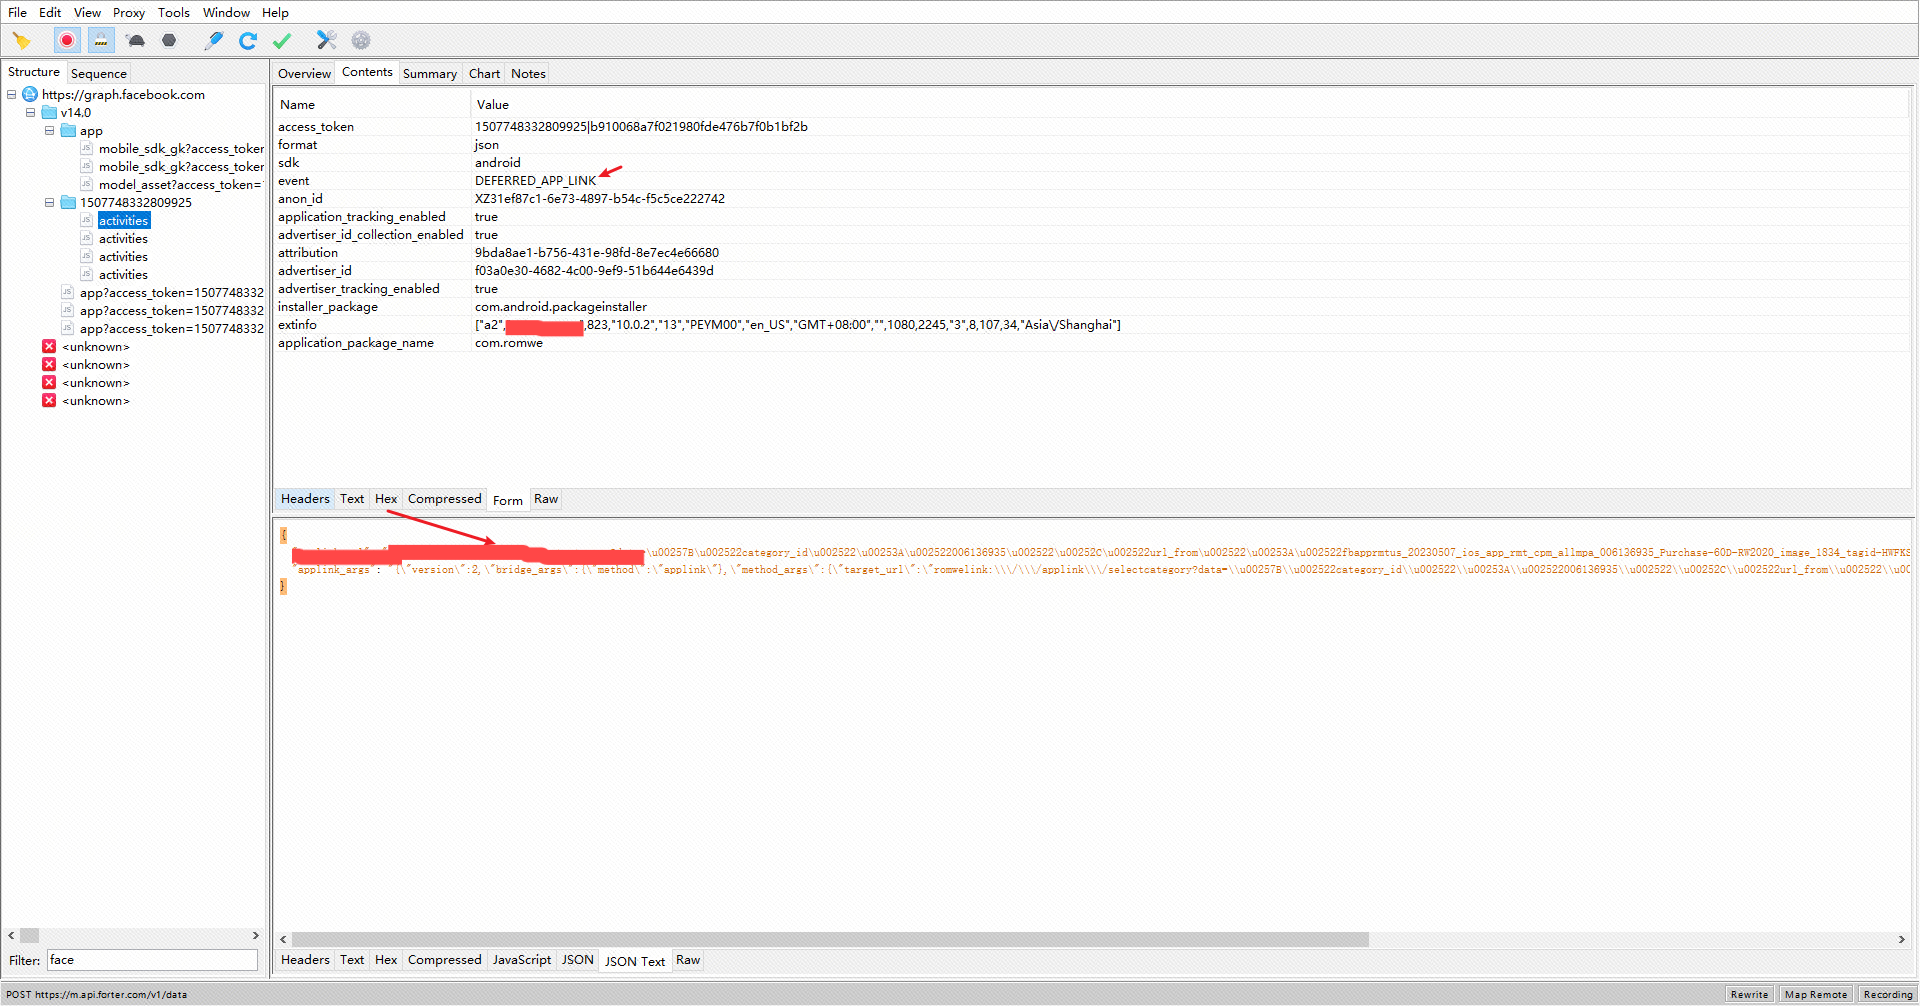 File Edit View Proxy Tools Window Help
Structure Sequence
https://graph.facebook.com
v14.0
app
mobile_sdk_gk?access_token
mobile_sdk_gk?access_token
model_asset?access_token=
1507748332809925
activities
activities
activities
activities
app?access_token=1507748332
app?access_token=1507748332
app?access_token=1507748332
<unknown>
<unknown>
<unknown>
<unknown>
Filter: face
Overview Contents Summary Chart Notes
Name Value
access_token 1507748332809925|b910068a7f021980fde476b7f0b1bf2b
format json
sdk android
event DEFERRED_APP_LINK
anon_id XZ31ef87c1-6e73-4897-b54c-f5c5ce222742
application_tracking_enabled true
advertiser_id_collection_enabled true
attribution 9bda8ae1-b756-431e-98fd-8e7ec4e66680
advertiser_id f03a0e30-4682-4c00-9ef9-51b644e6439d
advertiser_tracking_enabled true
installer_package com.android.packageinstaller
extinfo ["a2", ,823,"10.0.2","13","PEYM00","en_US","GMT+08:00","",1080,2245,"3",8,107,34,"Asia\/Shanghai"]
application_package_name com.romwe
Headers Text Hex Compressed Form Raw
{
\u00257B\u002522category_id\u002522\u00253A\u002522006136935\u002522\u00252C\u002522url_from\u002522\u00253A\u002522fbapprmtus_20230507_ios_app_rmt_cpm_allmpa_006136935_Purchase-60D-RW2020_image_1834_tagid-HWFKS
"applink_args": "{\"version\":2,\"bridge_args\":{\"method\":\"applink\"},\"method_args\":{\"target_url\":\"romwelink:\\\/\\\/applink\\\/selectcategory?data=\\u00257B\\u002522category_id\\u002522\\u00253A\\u002522006136935\\u002522\\u00252C\\u002522url_from\\u002522\\u00
}
Headers Text Hex Compressed JavaScript JSON JSON Text Raw
POST https://m.api.forter.com/v1/data
Rewrite Map Remote Recording